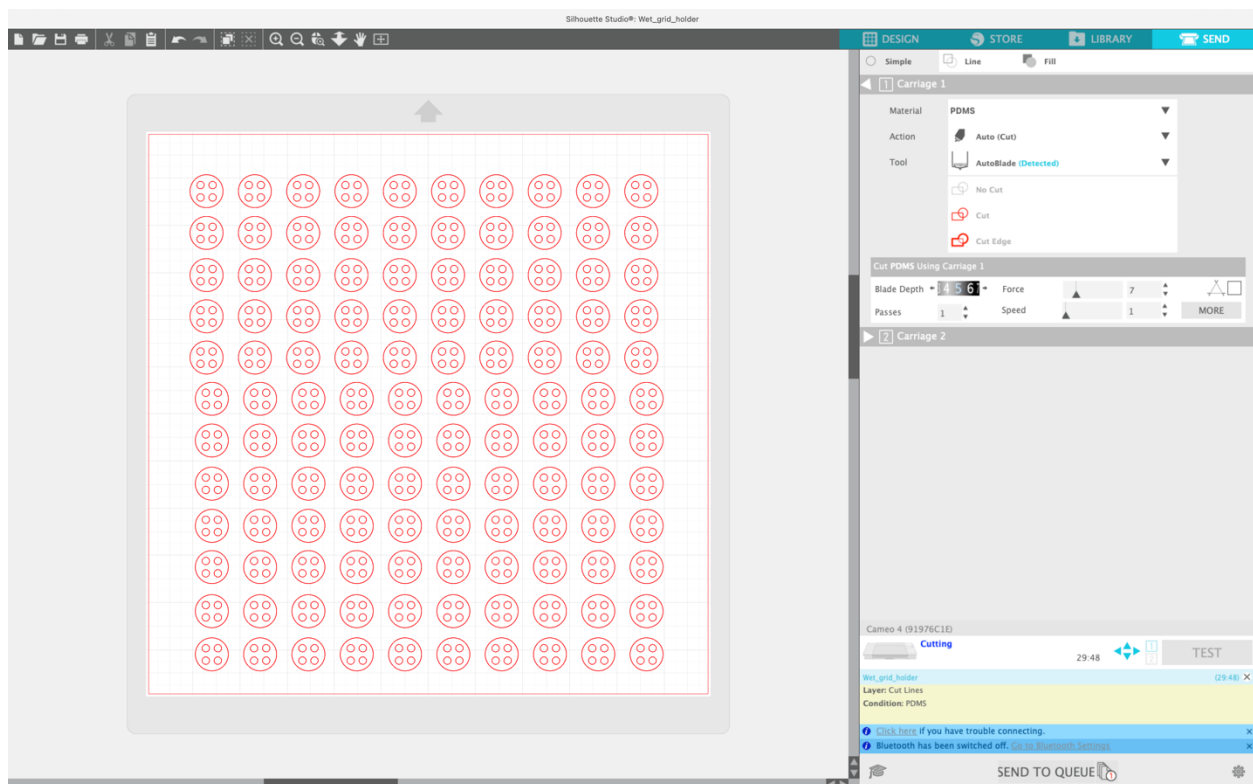 Silhouette Studio®: Wet_grid_holder
DESIGN STORE LIBRARY SEND
Simple Line Fill
1 Carriage 1
Material PDMS
Action Auto (Cut)
Tool AutoBlade (Detected)
No Cut
Cut
Cut Edge
Cut PDMS Using Carriage 1
Blade Depth 4 5 6 Force 7
Passes 1 Speed 1 MORE
2 Carriage 2
Cameo 4 (91976C1E)
Cutting
29:48 1 2 TEST
Wet_grid_holder (29:48)
Layer: Cut Lines
Condition: PDMS
Click here if you have trouble connecting.
Bluetooth has been switched off. Go to Bluetooth Settings
SEND TO QUEUE 1